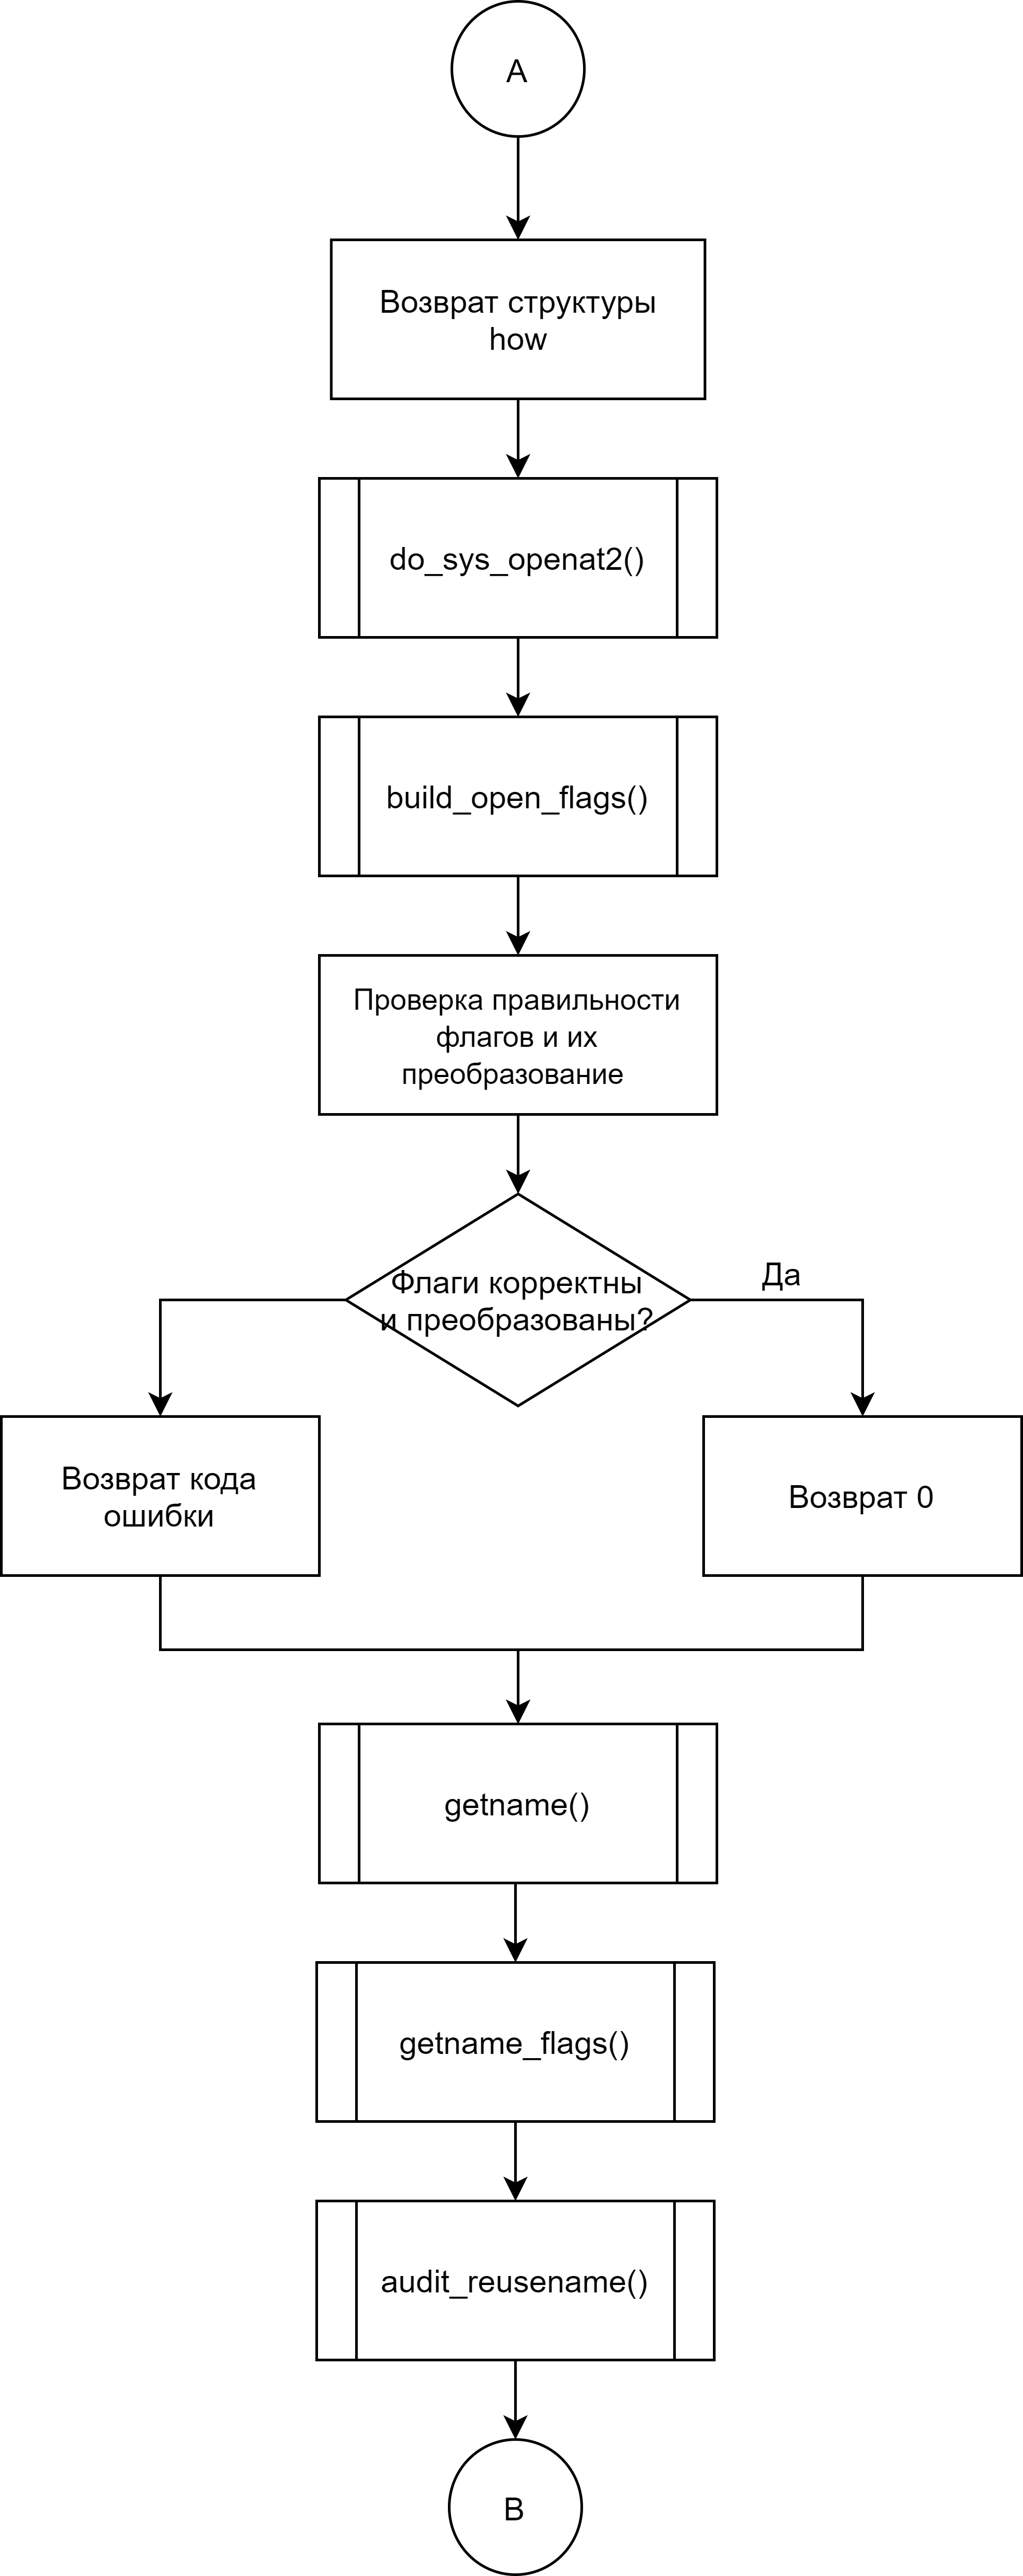 A
Возврат структуры
how
do_sys_openat2()
build_open_flags()
Проверка правильности
флагов и их
преобразование
Флаги корректны
и преобразованы?
Да
Возврат кода
ошибки
Возврат 0
getname()
getname_flags()
audit_reusename()
B